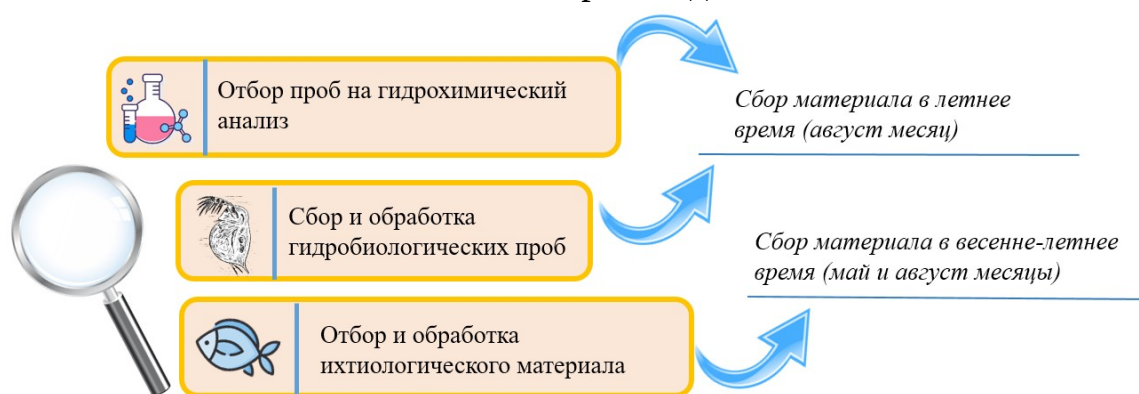 Отбор проб на гидрохимический
анализ
Сбор материала в летнее
время (август месяц)
Сбор и обработка
гидробиологических проб
Сбор материала в весенне-летнее
время (май и август месяцы)
Отбор и обработка
ихтиологического материала